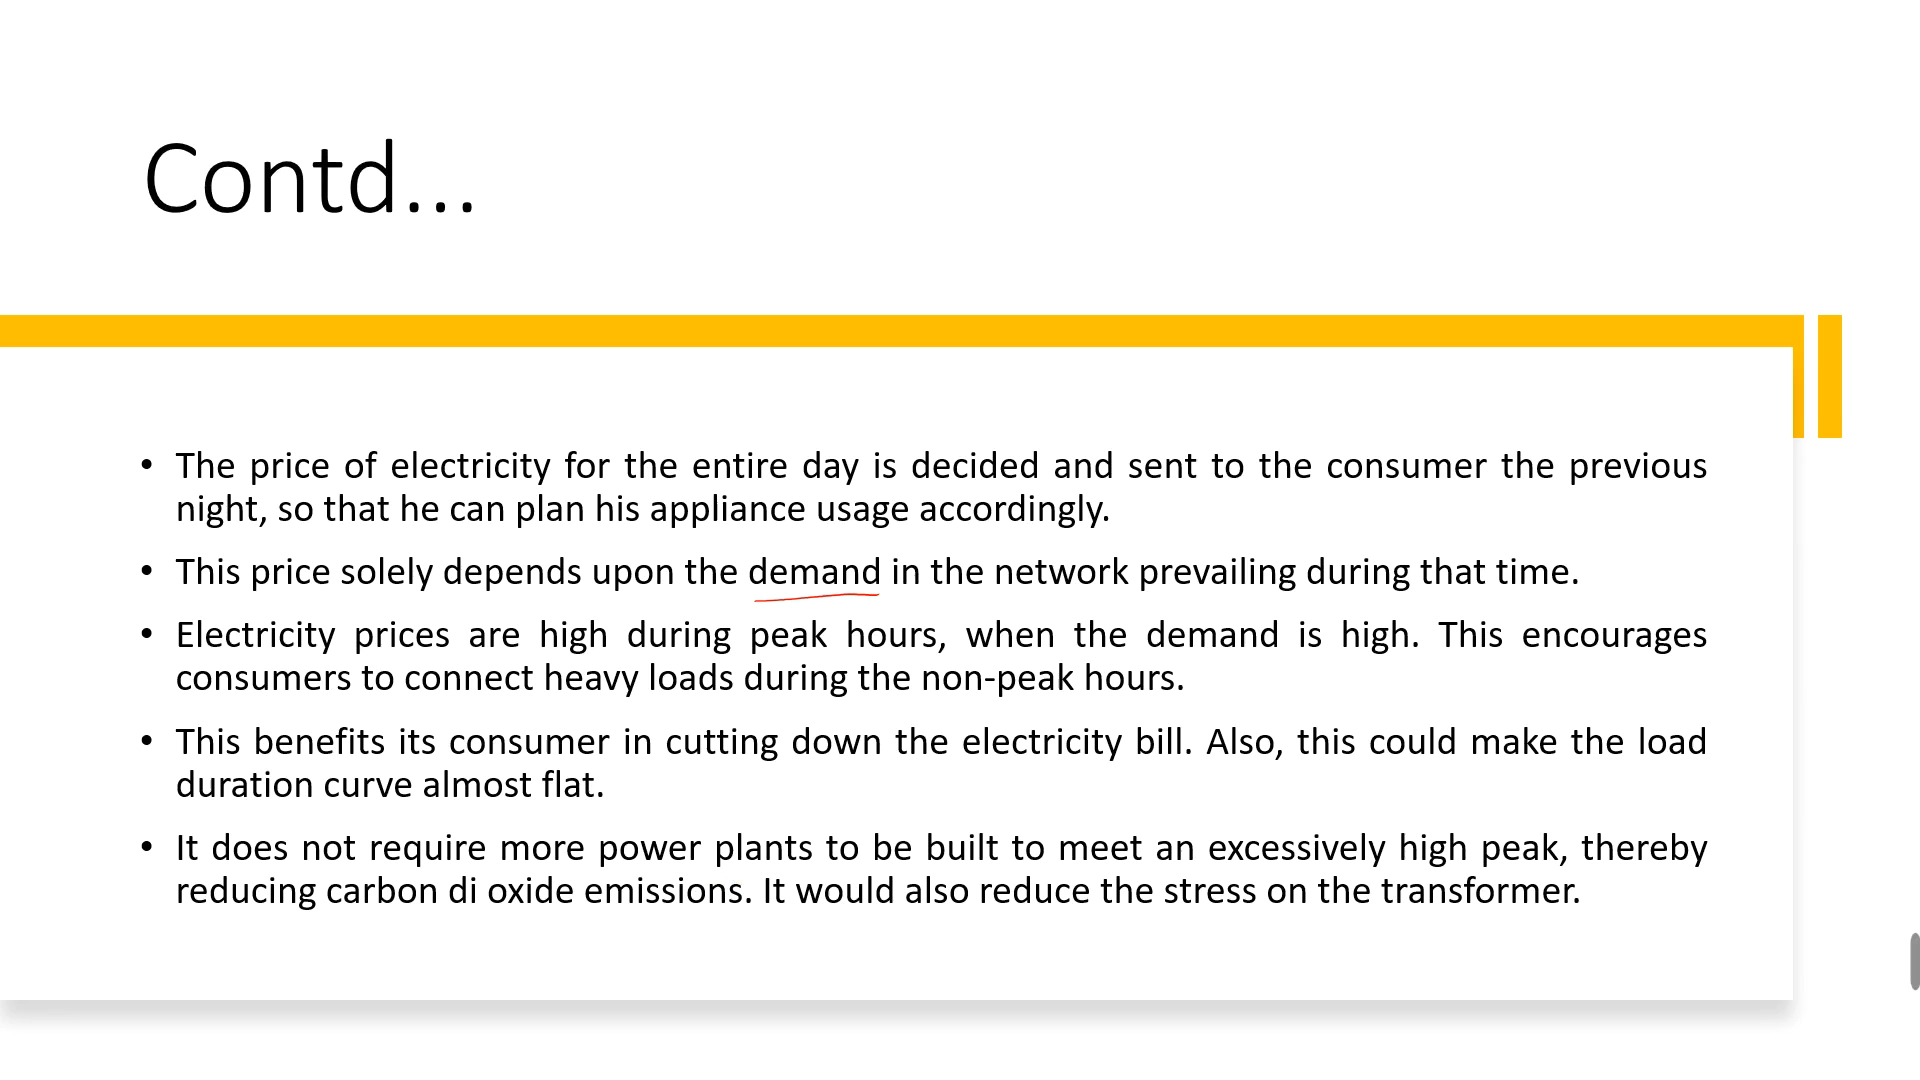 Contd...
• The price of electricity for the entire day is decided and sent to the consumer the previous
night, so that he can plan his appliance usage accordingly.
• This price solely depends upon the demand in the network prevailing during that time.
• Electricity prices are high during peak hours, when the demand is high. This encourages
consumers to connect heavy loads during the non-peak hours.
• This benefits its consumer in cutting down the electricity bill. Also, this could make the load
duration curve almost flat.
• It does not require more power plants to be built to meet an excessively high peak, thereby
reducing carbon di oxide emissions. It would also reduce the stress on the transformer.